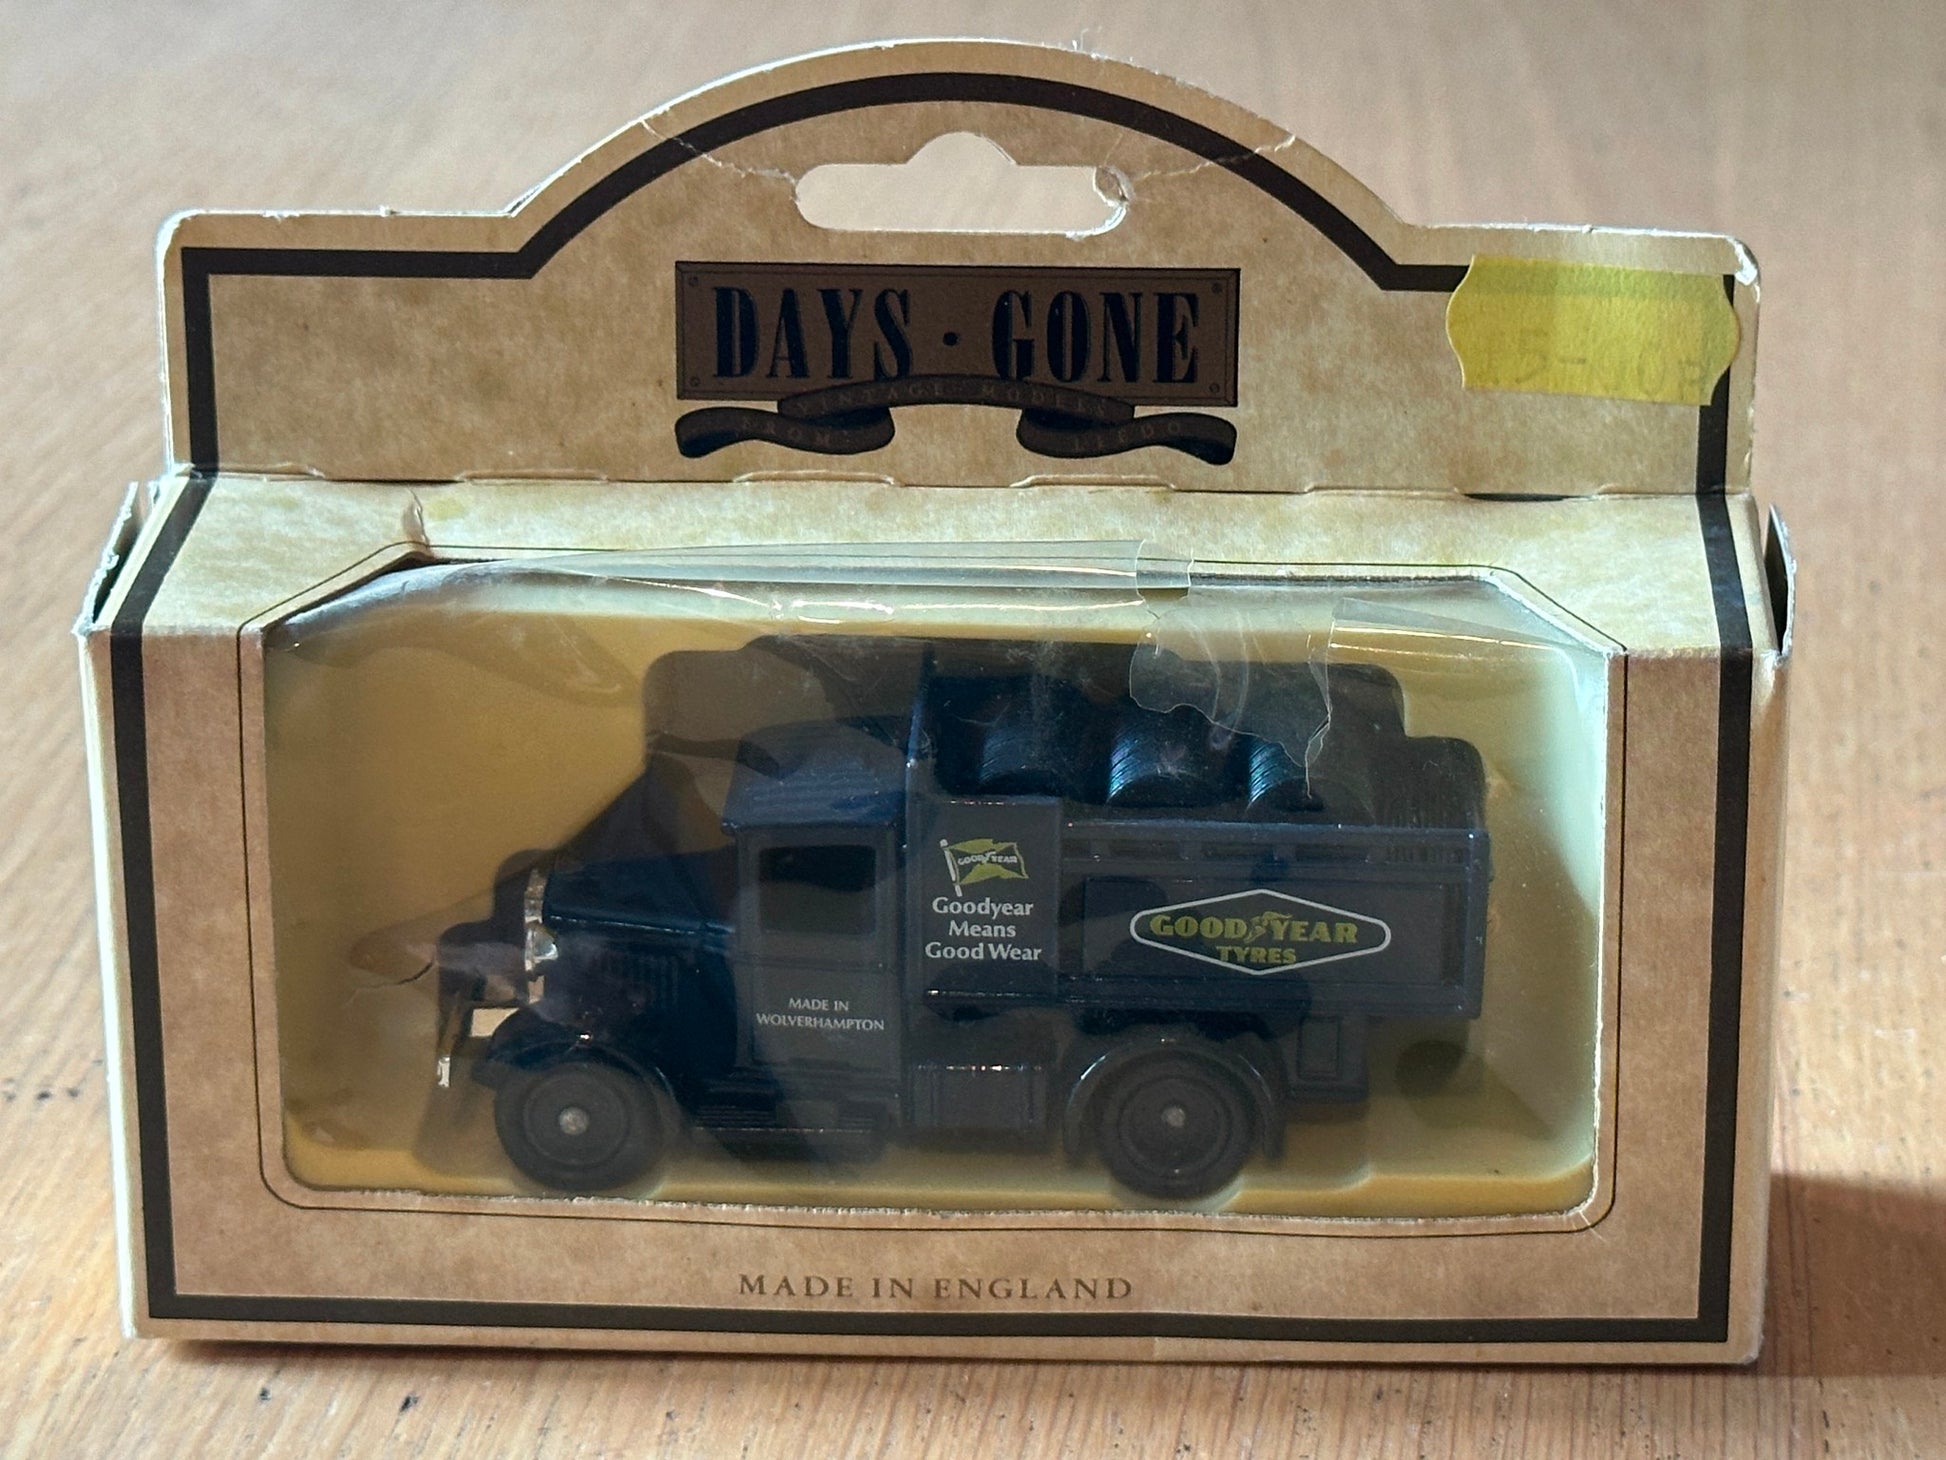 DAYS · GONE
VINTAGE MODELS
FROM LLEDO
GOODYEAR
Goodyear
Means
Good Wear
GOODYEAR
TYRES
MADE IN
WOLVERHAMPTON
MADE IN ENGLAND